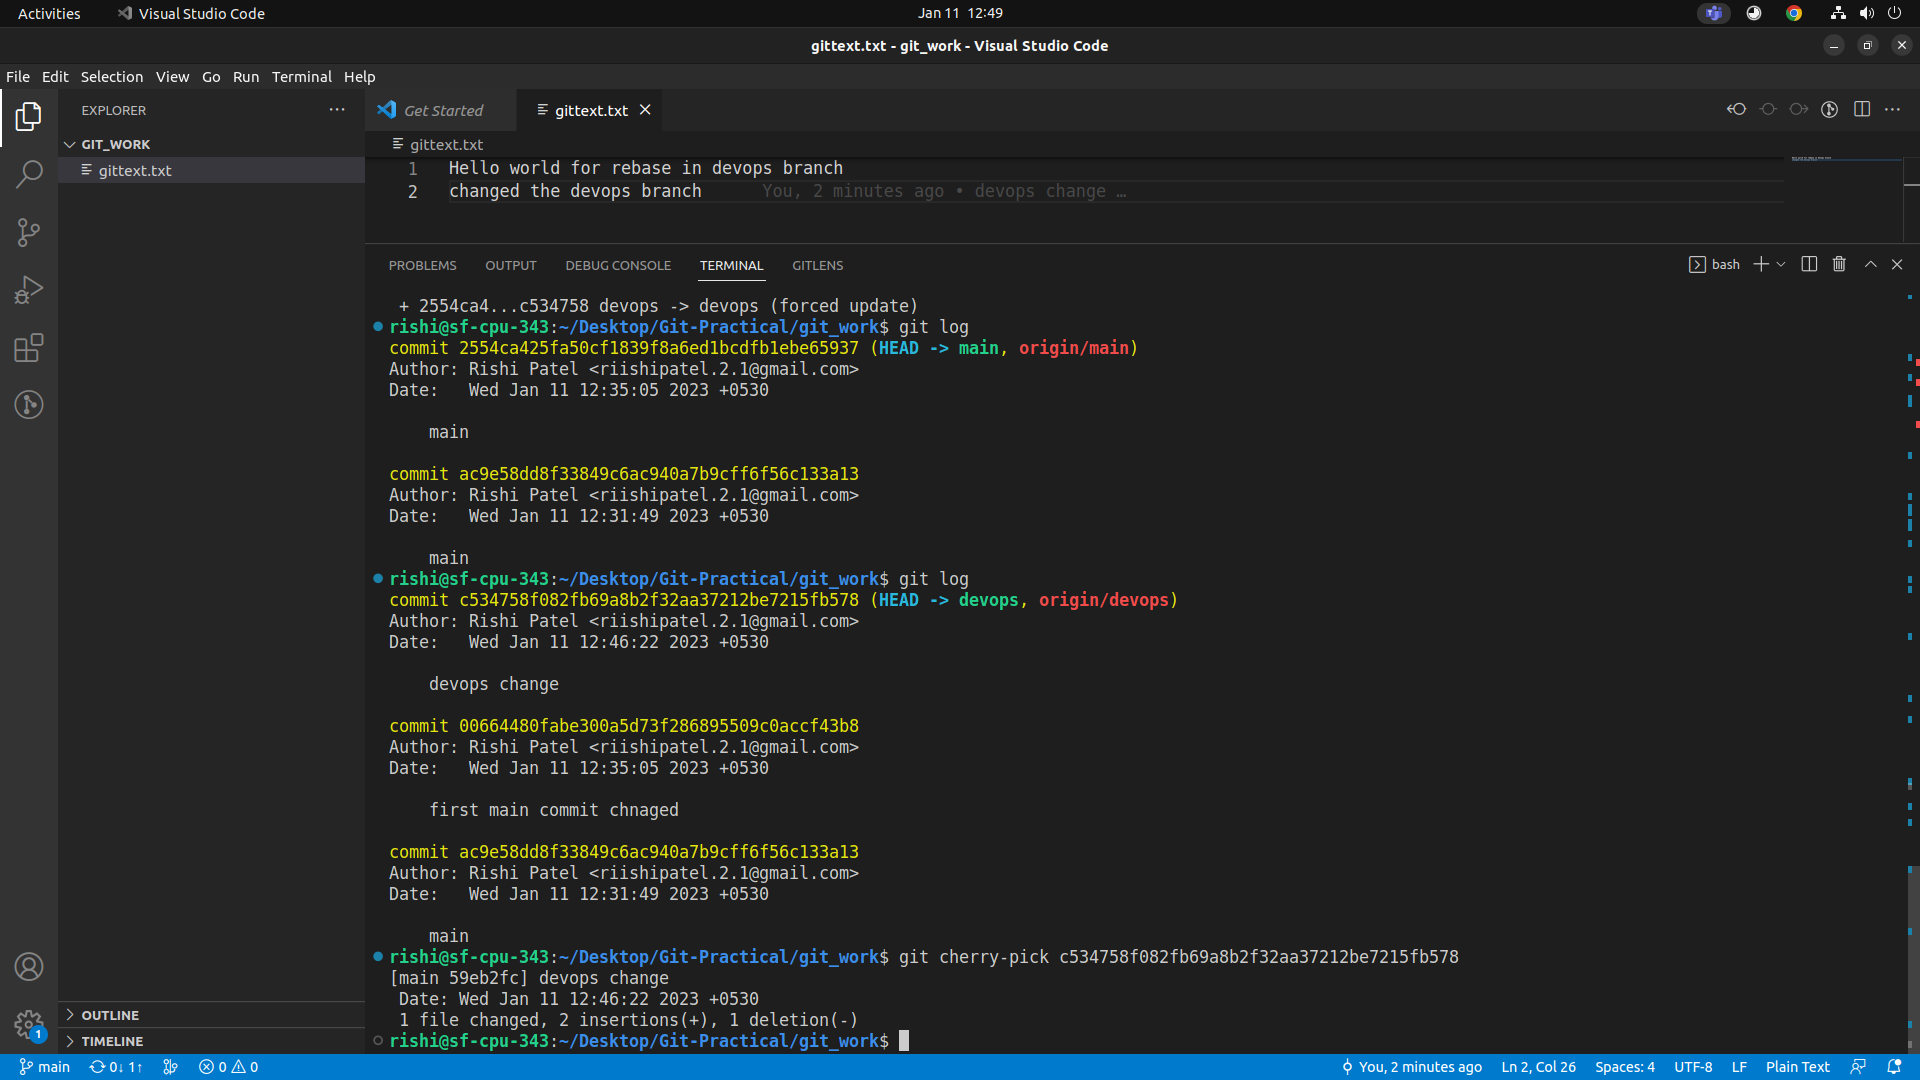 Activities Visual Studio Code Jan 11 12:49
gittext.txt - git_work - Visual Studio Code
File Edit Selection View Go Run Terminal Help
EXPLORER
GIT_WORK
gittext.txt
Get Started gittext.txt
gittext.txt
1 Hello world for rebase in devops branch
2 changed the devops branch You, 2 minutes ago • devops change …
PROBLEMS OUTPUT DEBUG CONSOLE TERMINAL GITLENS bash
+ 2554ca4...c534758 devops -> devops (forced update)
rishi@sf-cpu-343:~/Desktop/Git-Practical/git_work$ git log
commit 2554ca425fa50cf1839f8a6ed1bcdfb1ebe65937 (HEAD -> main, origin/main)
Author: Rishi Patel <riishipatel.2.1@gmail.com>
Date: Wed Jan 11 12:35:05 2023 +0530
main
commit ac9e58dd8f33849c6ac940a7b9cff6f56c133a13
Author: Rishi Patel <riishipatel.2.1@gmail.com>
Date: Wed Jan 11 12:31:49 2023 +0530
main
rishi@sf-cpu-343:~/Desktop/Git-Practical/git_work$ git log
commit c534758f082fb69a8b2f32aa37212be7215fb578 (HEAD -> devops, origin/devops)
Author: Rishi Patel <riishipatel.2.1@gmail.com>
Date: Wed Jan 11 12:46:22 2023 +0530
devops change
commit 00664480fabe300a5d73f286895509c0accf43b8
Author: Rishi Patel <riishipatel.2.1@gmail.com>
Date: Wed Jan 11 12:35:05 2023 +0530
first main commit chnaged
commit ac9e58dd8f33849c6ac940a7b9cff6f56c133a13
Author: Rishi Patel <riishipatel.2.1@gmail.com>
Date: Wed Jan 11 12:31:49 2023 +0530
main
rishi@sf-cpu-343:~/Desktop/Git-Practical/git_work$ git cherry-pick c534758f082fb69a8b2f32aa37212be7215fb578
[main 59eb2fc] devops change
Date: Wed Jan 11 12:46:22 2023 +0530
1 file changed, 2 insertions(+), 1 deletion(-)
rishi@sf-cpu-343:~/Desktop/Git-Practical/git_work$
1
OUTLINE
TIMELINE
main 0↓ 1↑ 0 0 You, 2 minutes ago Ln 2, Col 26 Spaces: 4 UTF-8 LF Plain Text